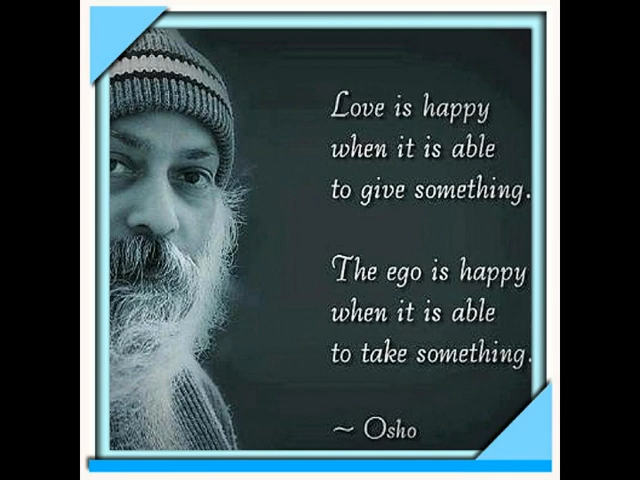 Love is happy
when it is able
to give something.
The ego is happy
when it is able
to take something.
~ Osho